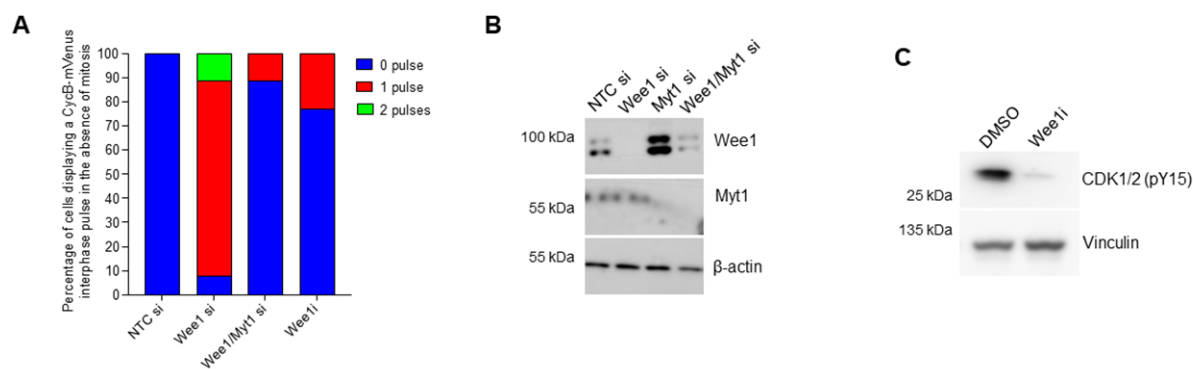 A
Percentage of cells displaying a CycB-mVenus
interphase pulse in the absence of mitosis
100
90
80
70
60
50
40
30
20
10
0
NTC si
Wee1 si
Wee1/Myt1 si
Wee1i
0 pulse
1 pulse
2 pulses
B
NTC si
Wee1 si
Myt1 si
Wee1/Myt1 si
100 kDa
Wee1
55 kDa
Myt1
55 kDa
β-actin
C
DMSO
Wee1i
CDK1/2 (pY15)
25 kDa
135 kDa
Vinculin